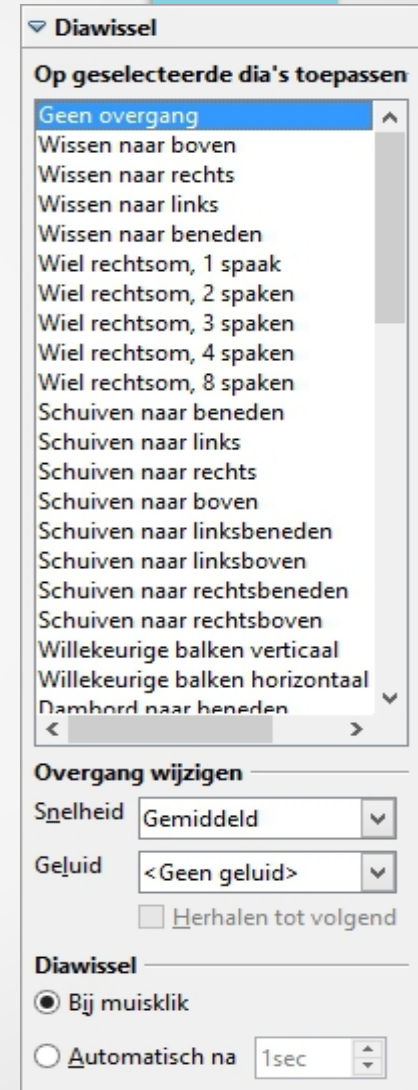 Diawissel
Op geselecteerde dia's toepassen
Geen overgang
Wissen naar boven
Wissen naar rechts
Wissen naar links
Wissen naar beneden
Wiel rechtsom, 1 spaak
Wiel rechtsom, 2 spaken
Wiel rechtsom, 3 spaken
Wiel rechtsom, 4 spaken
Wiel rechtsom, 8 spaken
Schuiven naar beneden
Schuiven naar links
Schuiven naar rechts
Schuiven naar boven
Schuiven naar linksbeneden
Schuiven naar linksboven
Schuiven naar rechtsbeneden
Schuiven naar rechtsboven
Willekeurige balken verticaal
Willekeurige balken horizontaal
Dambord naar beneden
Overgang wijzigen
Snelheid Gemiddeld
Geluid <Geen geluid>
Herhalen tot volgend
Diawissel
Bij muisklik
Automatisch na 1sec